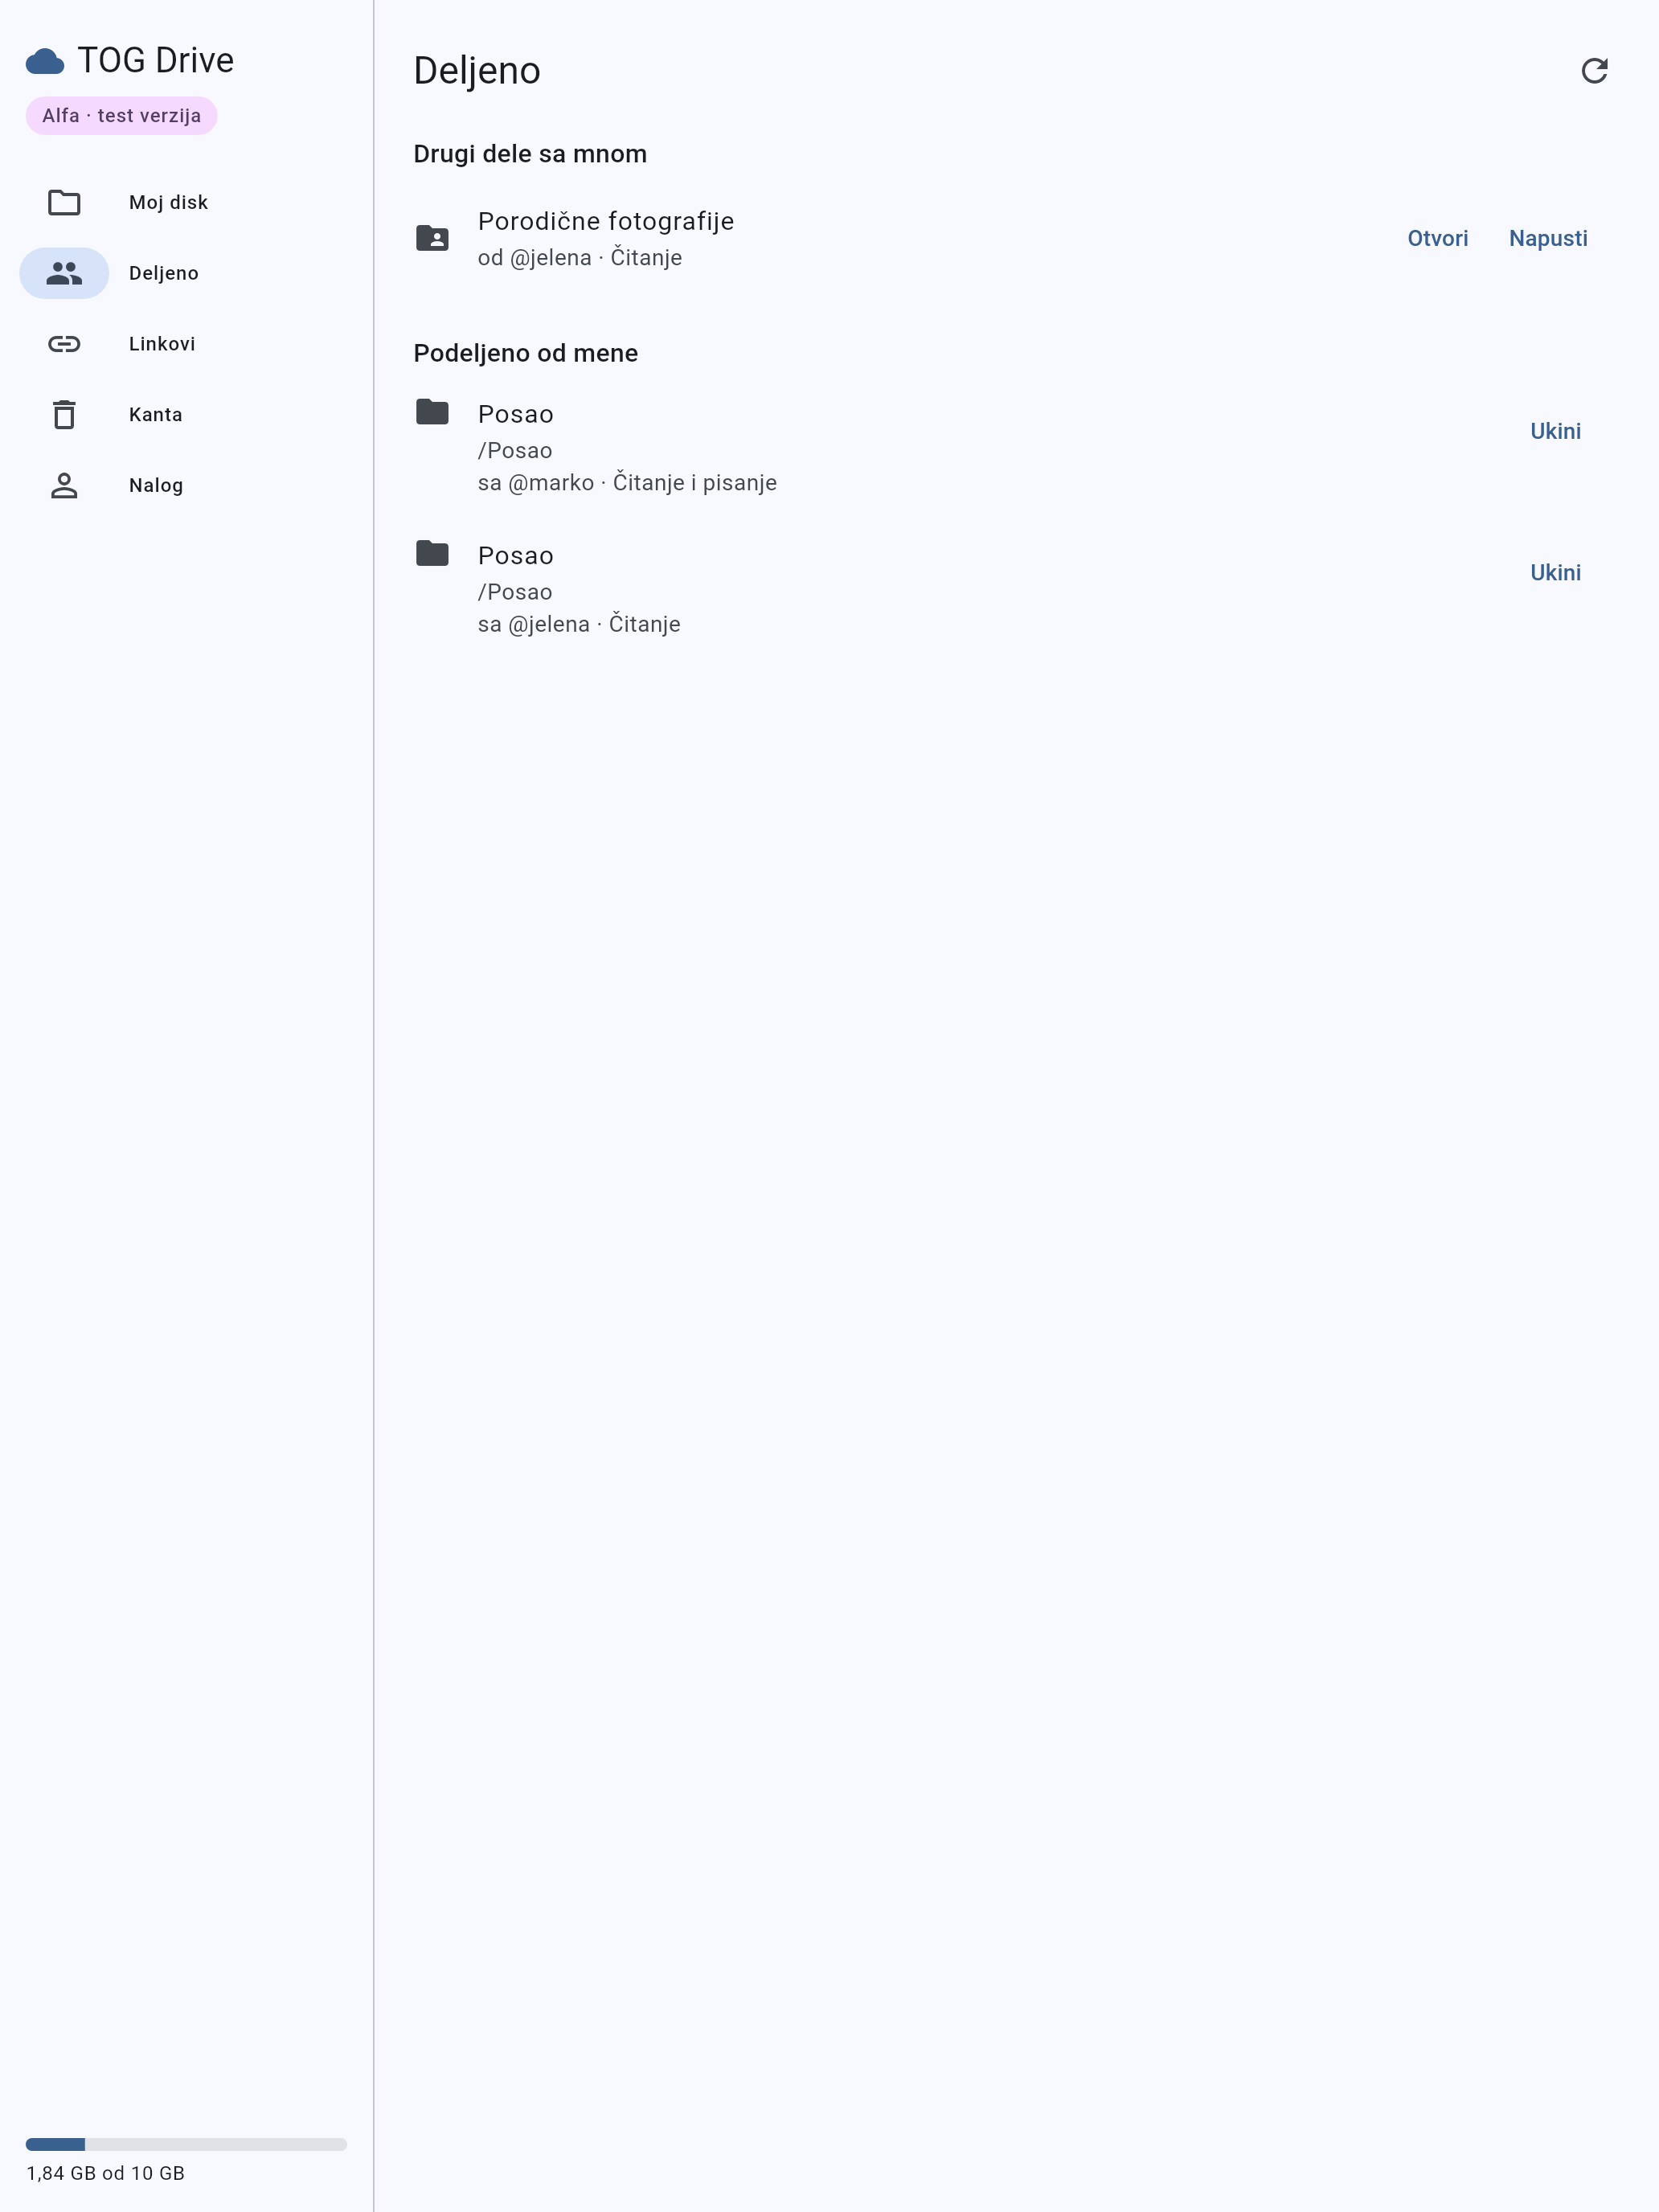 TOG Drive
Alfa · test verzija
Moj disk
Deljeno
Linkovi
Kanta
Nalog
1,84 GB od 10 GB
Deljeno
Drugi dele sa mnom
Porodične fotografije
od @jelena · Čitanje
Otvori
Napusti
Podeljeno od mene
Posao
/Posao
sa @marko · Čitanje i pisanje
Ukini
Posao
/Posao
sa @jelena · Čitanje
Ukini